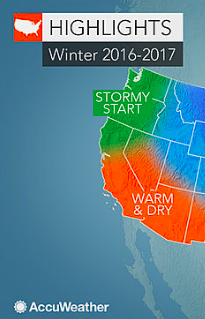 HIGHLIGHTS
Winter 2016-2017
STORMY
START
WARM
& DRY
AccuWeather